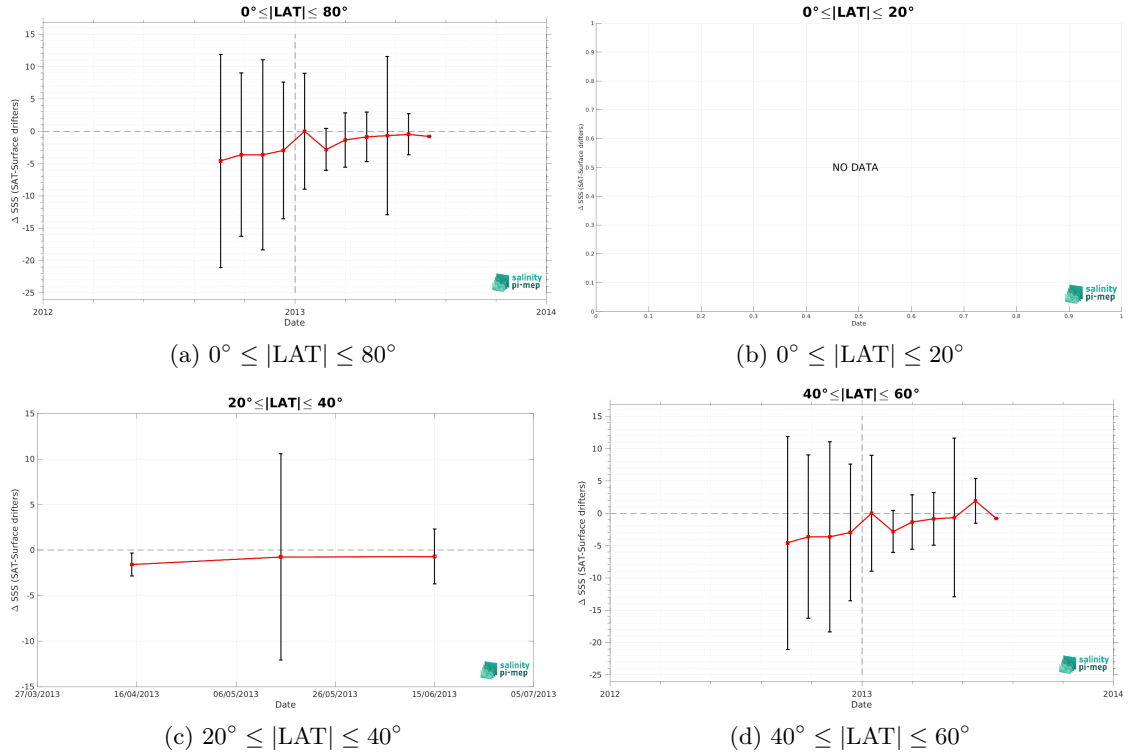 0°≤|LAT|≤ 80°
15
10
5
0
-5
-10
-15
-20
-25
Δ SSS (SAT-Surface drifters)
2012
2013
2014
Date
salinity
pi-mep
(a) 0° ≤ |LAT| ≤ 80°
0°≤|LAT|≤ 20°
1
0.9
0.8
0.7
0.6
0.5
0.4
0.3
0.2
0.1
0
Δ SSS (SAT-Surface drifters)
NO DATA
0 0.1 0.2 0.3 0.4 0.5 0.6 0.7 0.8 0.9 1
Date
salinity
pi-mep
(b) 0° ≤ |LAT| ≤ 20°
20°≤|LAT|≤ 40°
15
10
5
0
-5
-10
-15
Δ SSS (SAT-Surface drifters)
27/03/2013 16/04/2013 06/05/2013 26/05/2013 15/06/2013 05/07/2013
Date
salinity
pi-mep
(c) 20° ≤ |LAT| ≤ 40°
40°≤|LAT|≤ 60°
15
10
5
0
-5
-10
-15
-20
-25
Δ SSS (SAT-Surface drifters)
2012
2013
2014
Date
salinity
pi-mep
(d) 40° ≤ |LAT| ≤ 60°